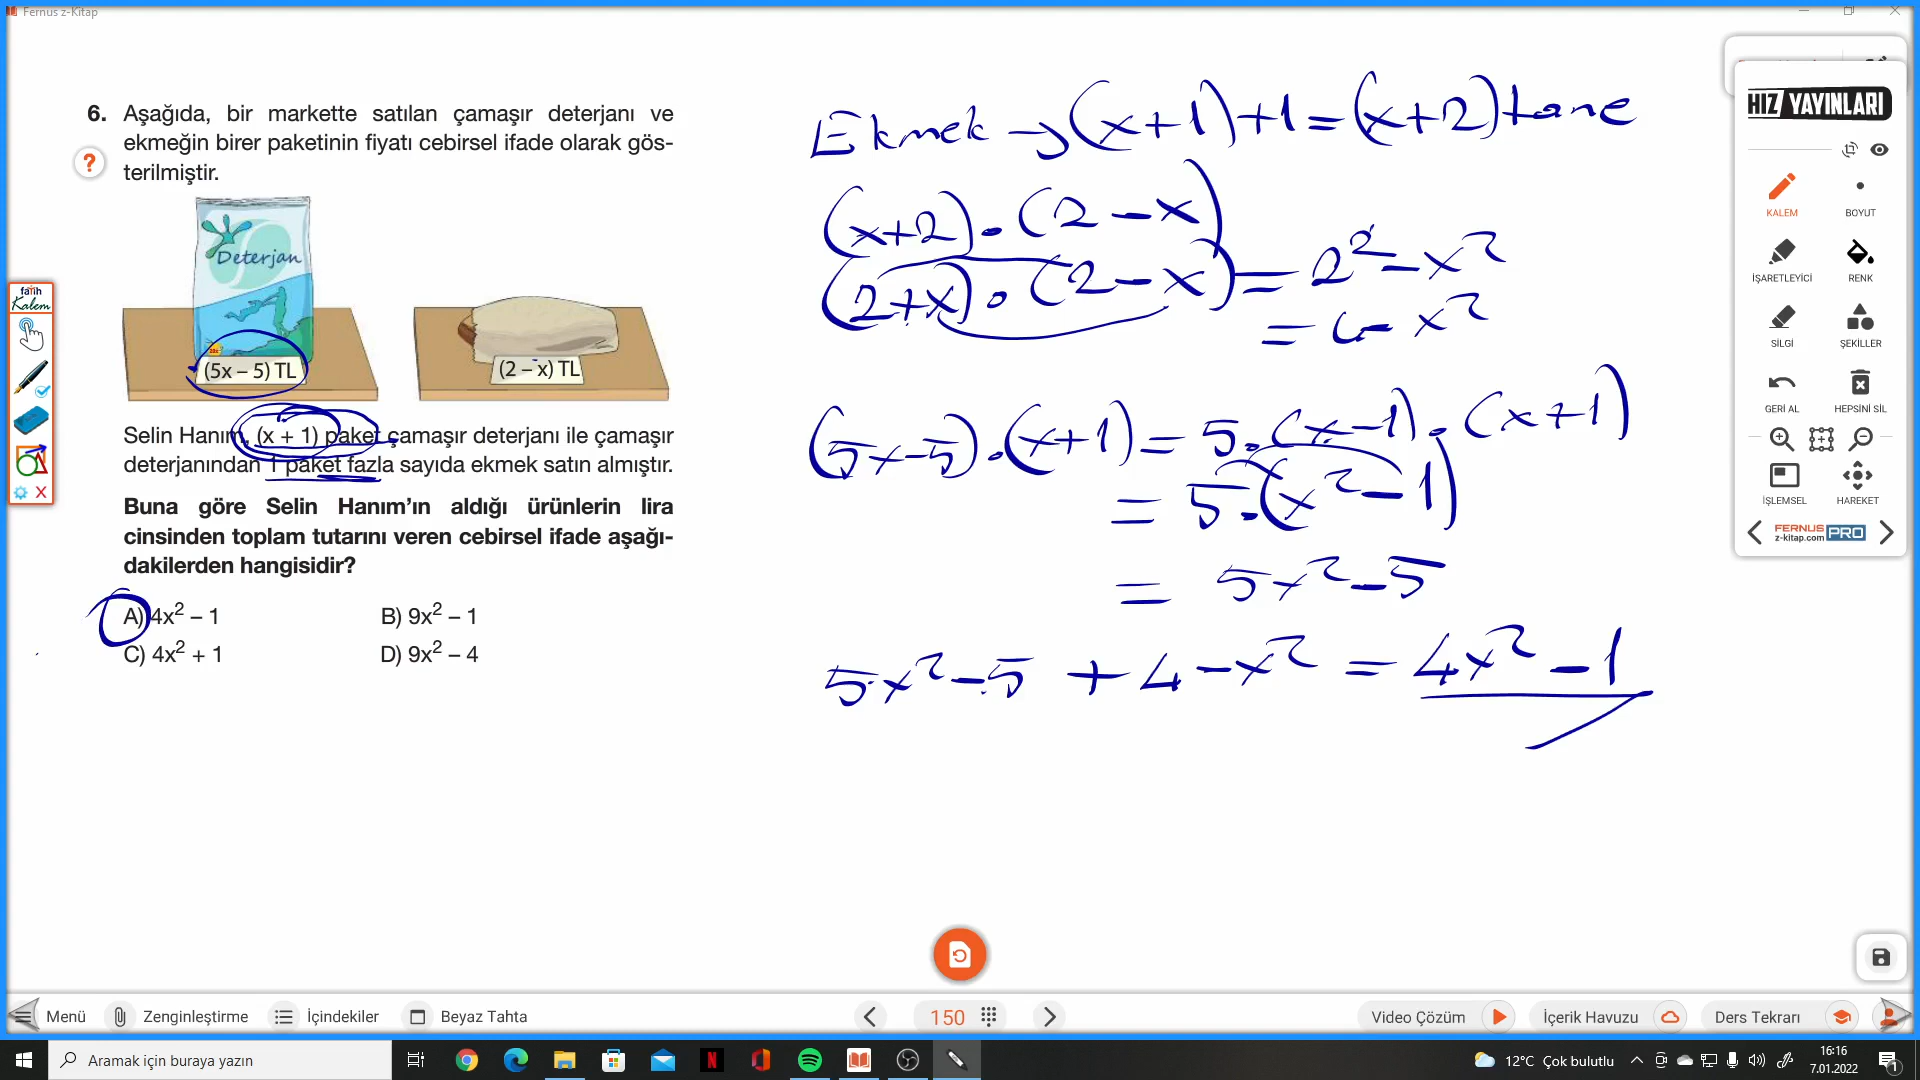 Fernus z-Kitap
6. Aşağıda, bir markette satılan çamaşır deterjanı ve
ekmeğin birer paketinin fiyatı cebirsel ifade olarak gös-
terilmiştir.
?
Deterjan
(5x – 5) TL
(2 – x) TL
Selin Hanım, (x + 1) paket çamaşır deterjanı ile çamaşır
deterjanından 1 paket fazla sayıda ekmek satın almıştır.
Buna göre Selin Hanım’ın aldığı ürünlerin lira
cinsinden toplam tutarını veren cebirsel ifade aşağı-
dakilerden hangisidir?
A) 4x² – 1
B) 9x² – 1
C) 4x² + 1
D) 9x² – 4
Ekmek → (x+1)+1=(x+2) tane
(x+2).(2-x)
(2+x).(2-x) = 2²-x²
= 4-x²
(5x-5).(x+1) = 5.(x-1).(x+1)
= 5.(x²-1)
= 5x²-5
5x²-5 + 4-x² = 4x²-1
fatih
Kalem
X
HIZ YAYINLARI
KALEM
BOYUT
İŞARETLEYİCİ
RENK
SİLGİ
ŞEKİLLER
GERİ AL
HEPSİNİ SİL
İŞLEMSEL
HAREKET
FERNUS
z-kitap.com PRO
Menü
Zenginleştirme
İçindekiler
Beyaz Tahta
150
Video Çözüm
İçerik Havuzu
Ders Tekrarı
Aramak için buraya yazın
12°C Çok bulutlu
16:16
7.01.2022
1